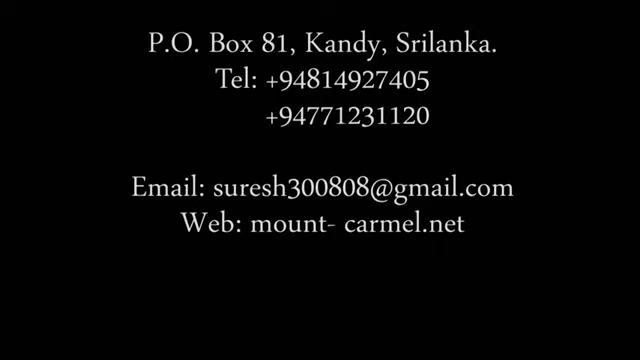 P.O. Box 81, Kandy, Srilanka.
Tel: +94814927405
+94771231120
Email: suresh300808@gmail.com
Web: mount- carmel.net